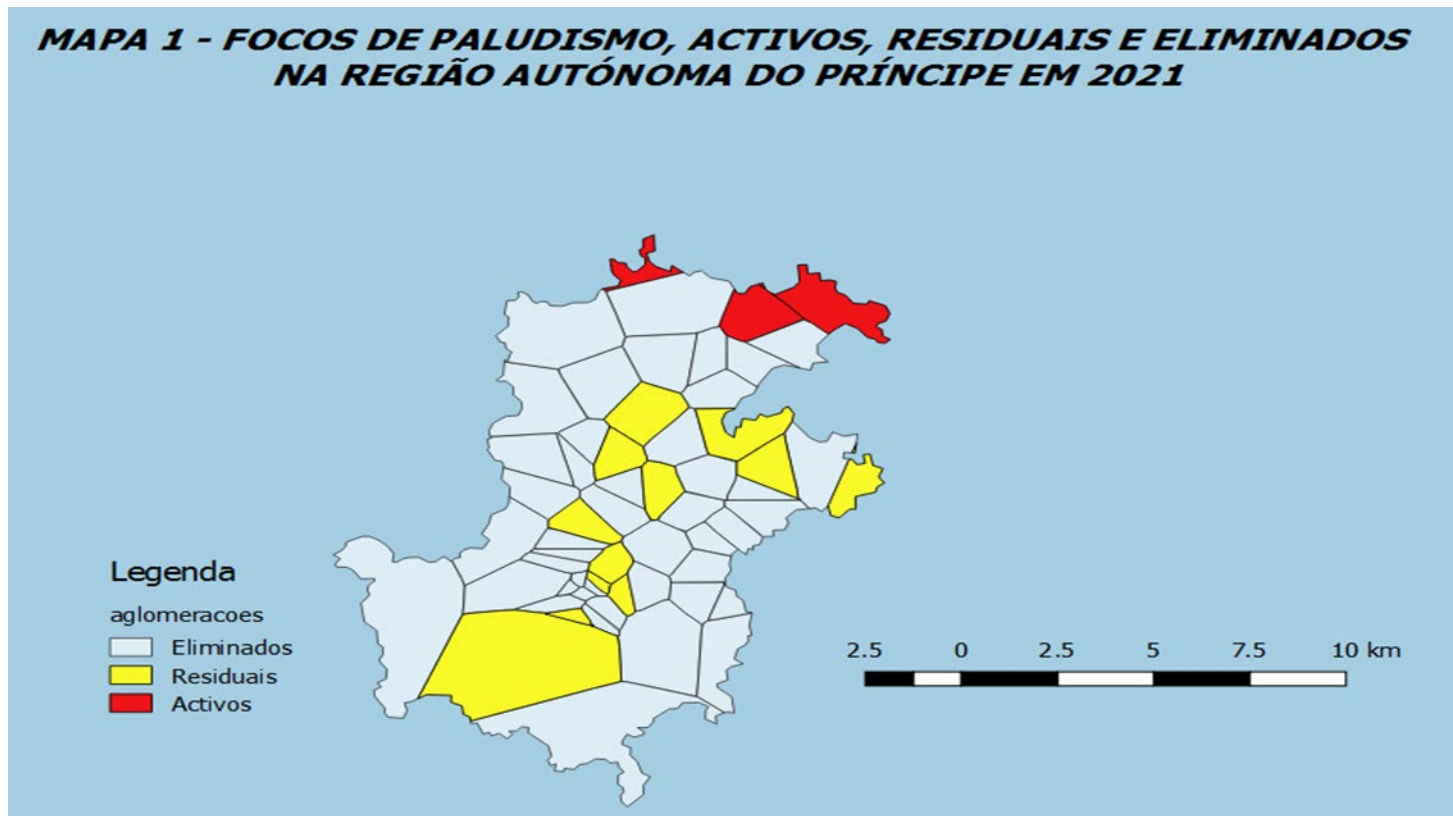 MAPA 1 - FOCOS DE PALUDISMO, ACTIVOS, RESIDUAIS E ELIMINADOS
NA REGIÃO AUTÓNOMA DO PRÍNCIPE EM 2021
Legenda
aglomeracoes
Eliminados
Residuais
Activos
2.5 0 2.5 5 7.5 10 km